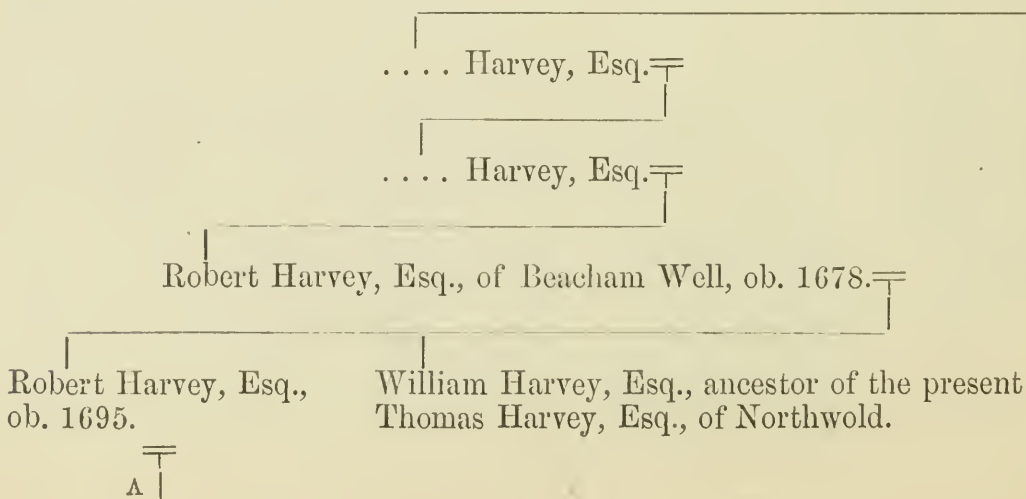 . . . . Harvey, Esq.
. . . . Harvey, Esq.
Robert Harvey, Esq., of Beacham Well, ob. 1678.
Robert Harvey, Esq.,
ob. 1695.
William Harvey, Esq., ancestor of the present
Thomas Harvey, Esq., of Northwold.
A